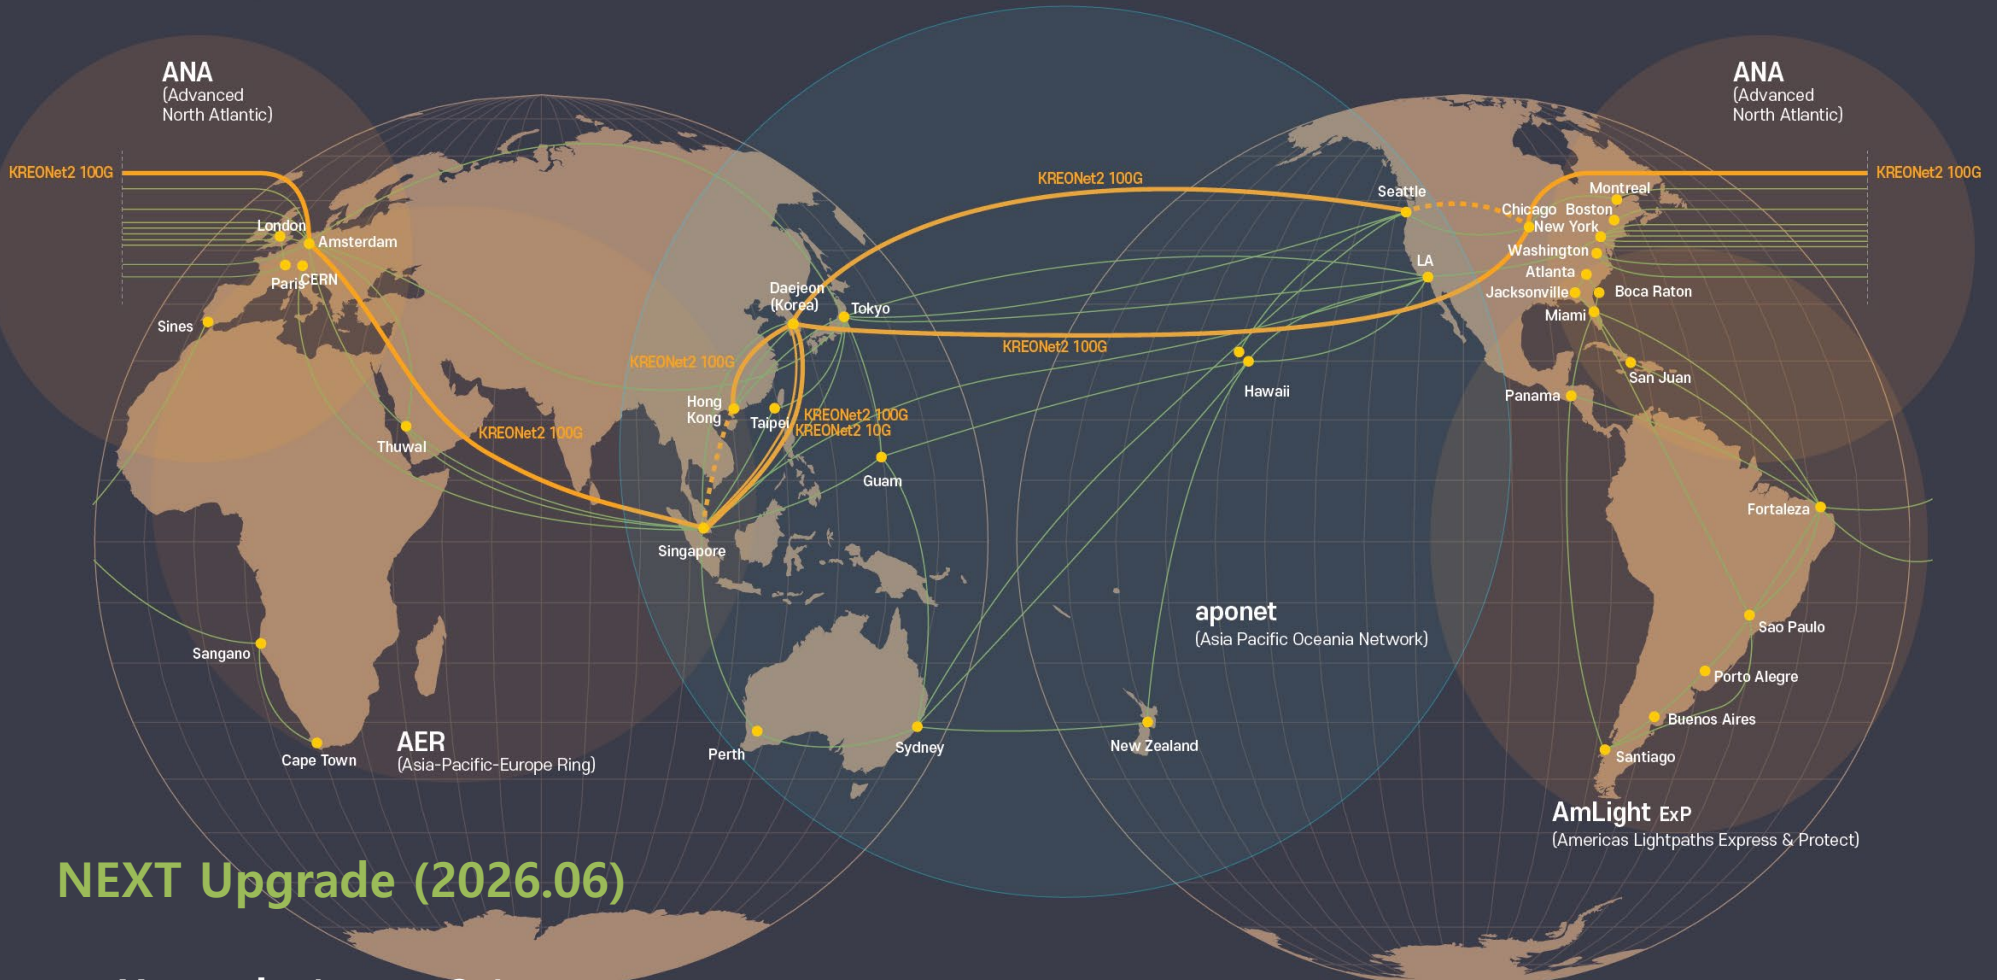 ANA
(Advanced
North Atlantic)
ANA
(Advanced
North Atlantic)
KREONet2 100G
KREONet2 100G
KREONet2 100G
Seattle
Montreal
Chicago
Boston
New York
Washington
London
Amsterdam
Paris
CERN
LA
Atlanta
Jacksonville
Boca Raton
Miami
Daejeon
(Korea)
Tokyo
Sines
KREONet2 100G
KREONet2 100G
Hawaii
San Juan
Panama
Hong
Kong
Taipei
KREONet2 100G
KREONet2 10G
Thuwal
KREONet2 100G
Guam
Fortaleza
Singapore
aponet
(Asia Pacific Oceania Network)
Sao Paulo
Sangano
Porto Alegre
Buenos Aires
AER
(Asia-Pacific-Europe Ring)
Cape Town
Perth
Sydney
New Zealand
Santiago
AmLight ExP
(Americas Lightpaths Express & Protect)
NEXT Upgrade (2026.06)